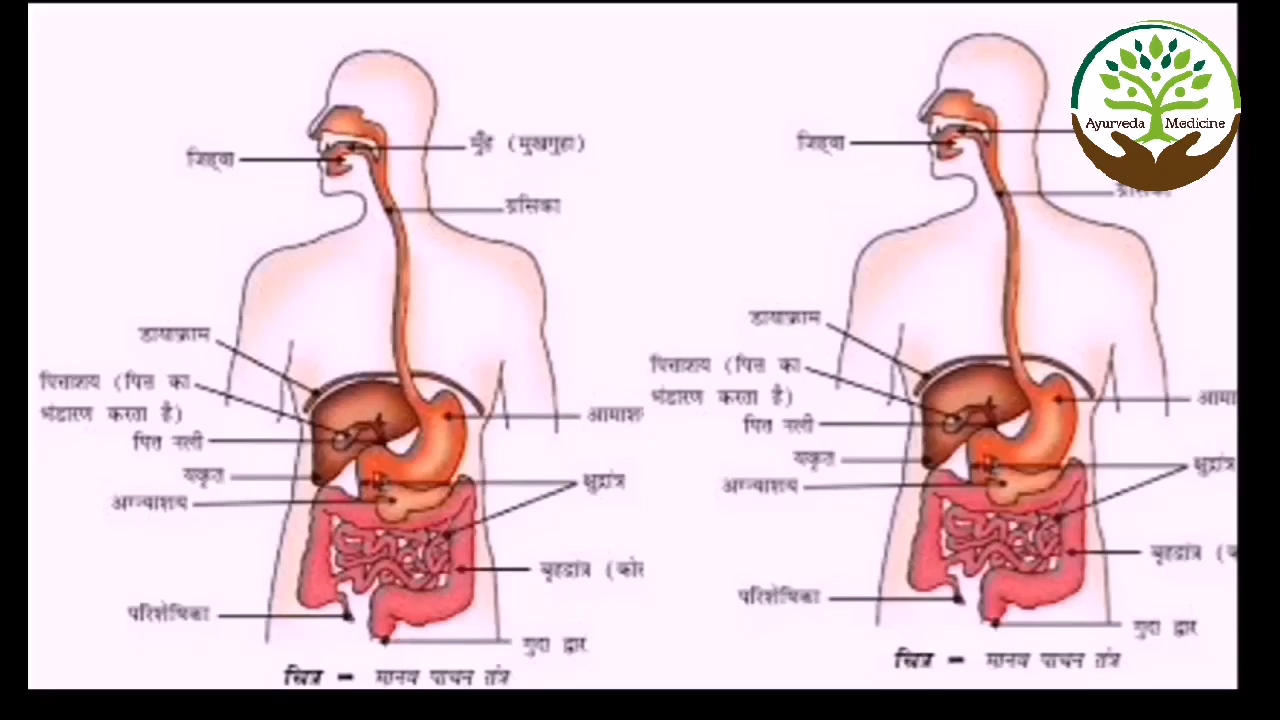 मुँह (मुखगुहा)
जिह्वा
ग्रसिका
डायाफ्राम
पित्ताशय (पित्त का
भंडारण करता है)
आमाश
पित्त नली
यकृत
क्षुद्रांत्र
अग्न्याशय
बृहद्रांत्र (को
परिशेषिका
गुदा द्वार
चित्र – मानव पाचन तंत्र
Ayurveda Medicine
जिह्वा
ग्रसिका
डायाफ्राम
पित्ताशय (पित्त का
भंडारण करता है)
आमा
पित्त नली
यकृत
क्षुद्रांत्र
अग्न्याशय
बृहद्रांत्र (
परिशेषिका
गुदा द्वार
चित्र – मानव पाचन तंत्र